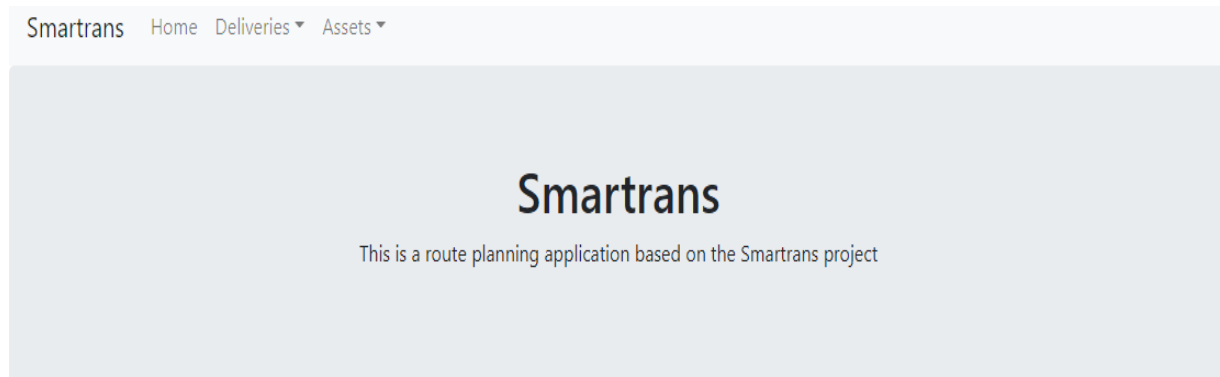 Smartrans Home Deliveries Assets
Smartrans
This is a route planning application based on the Smartrans project